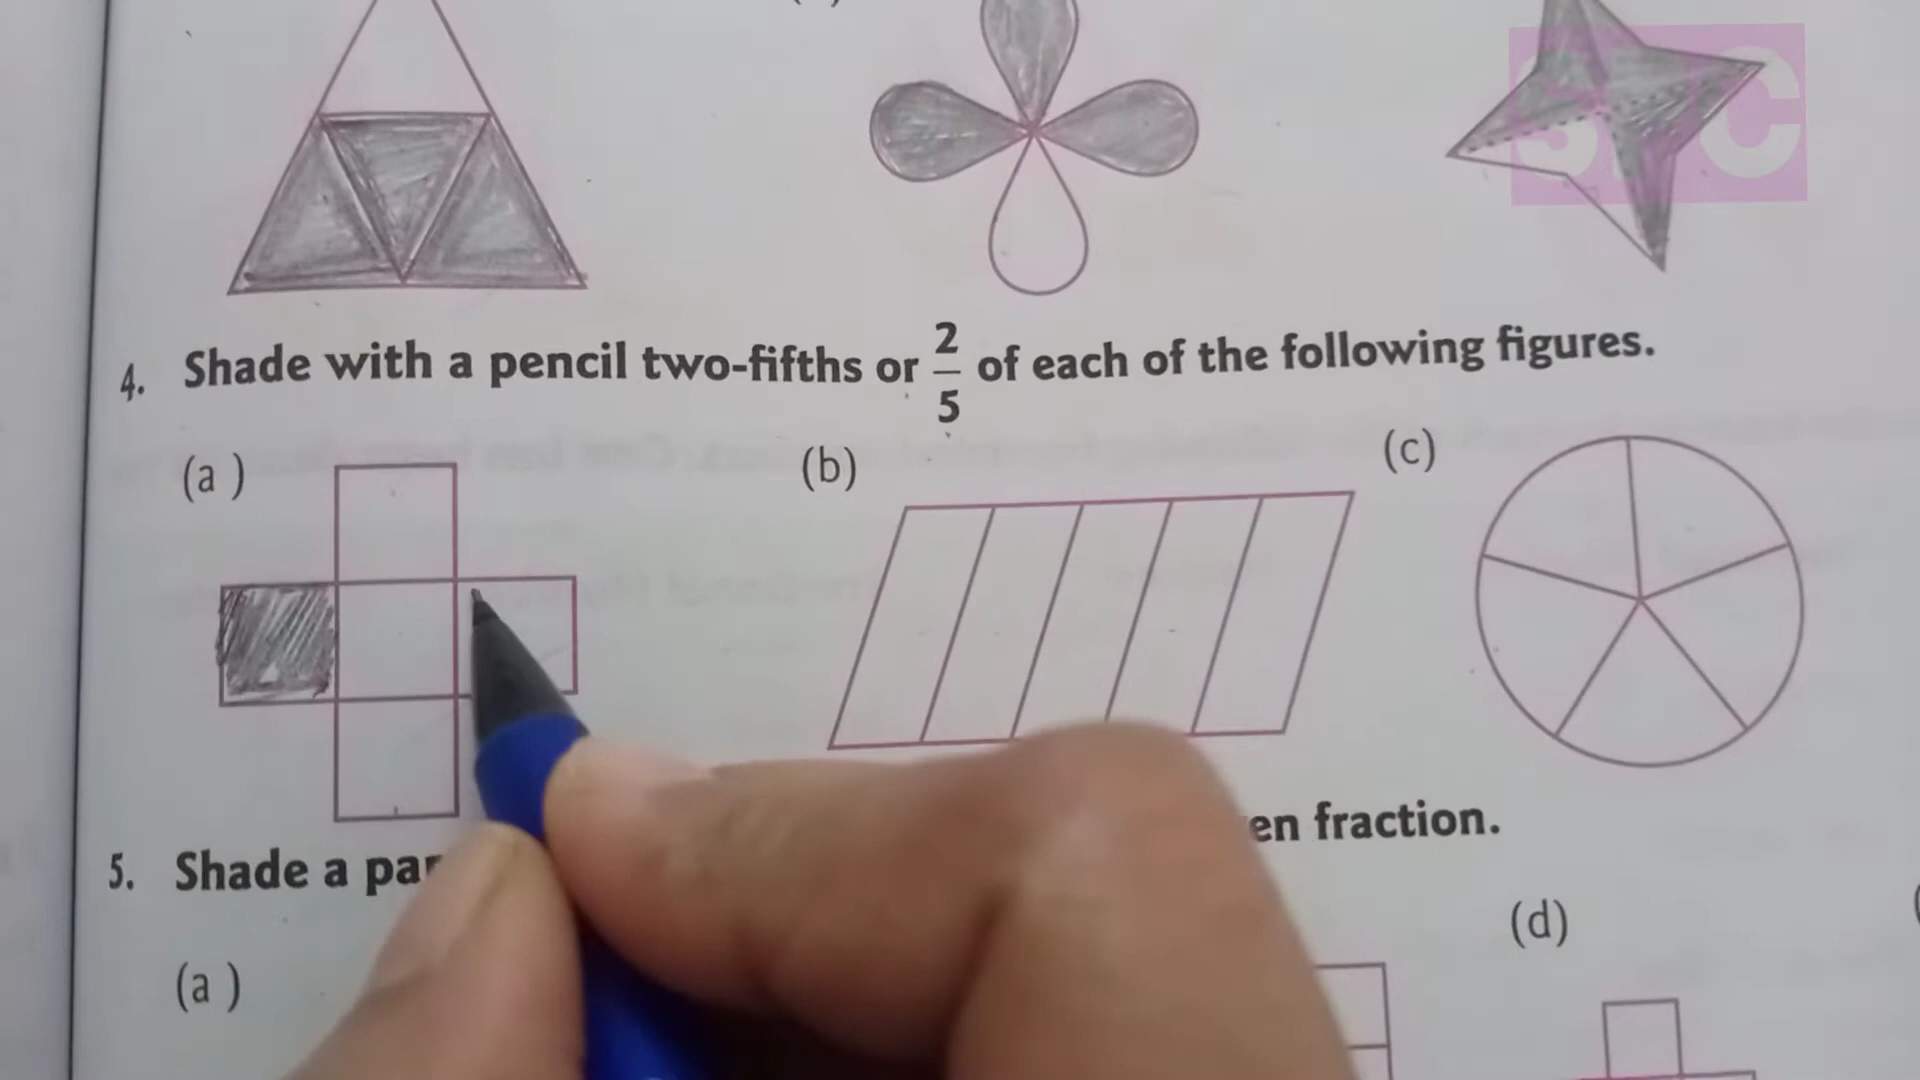 STC
4. Shade with a pencil two-fifths or 2/5 of each of the following figures.
(a ) (b) (c)
5. Shade a par en fraction.
(a ) (d)